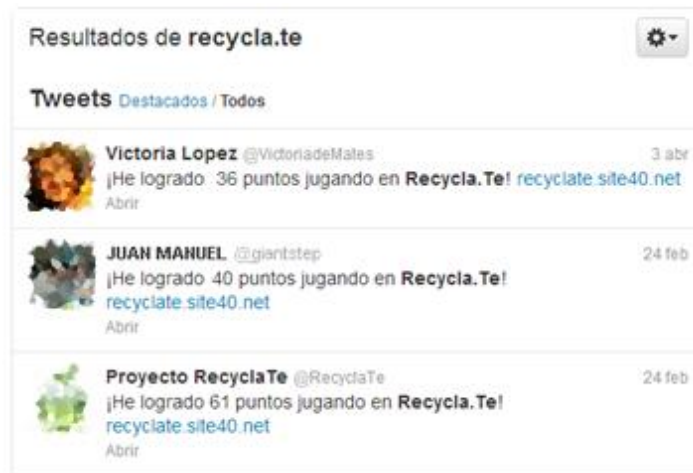 Resultados de recycla.te
Tweets Destacados / Todos
Victoria Lopez @VictoriadeMates 3 abr
¡He logrado 36 puntos jugando en Recycla.Te! recyclate.site40.net
Abrir
JUAN MANUEL @giantstep 24 feb
¡He logrado 40 puntos jugando en Recycla.Te!
recyclate.site40.net
Abrir
Proyecto RecyclaTe @RecyclaTe 24 feb
¡He logrado 61 puntos jugando en Recycla.Te!
recyclate.site40.net
Abrir